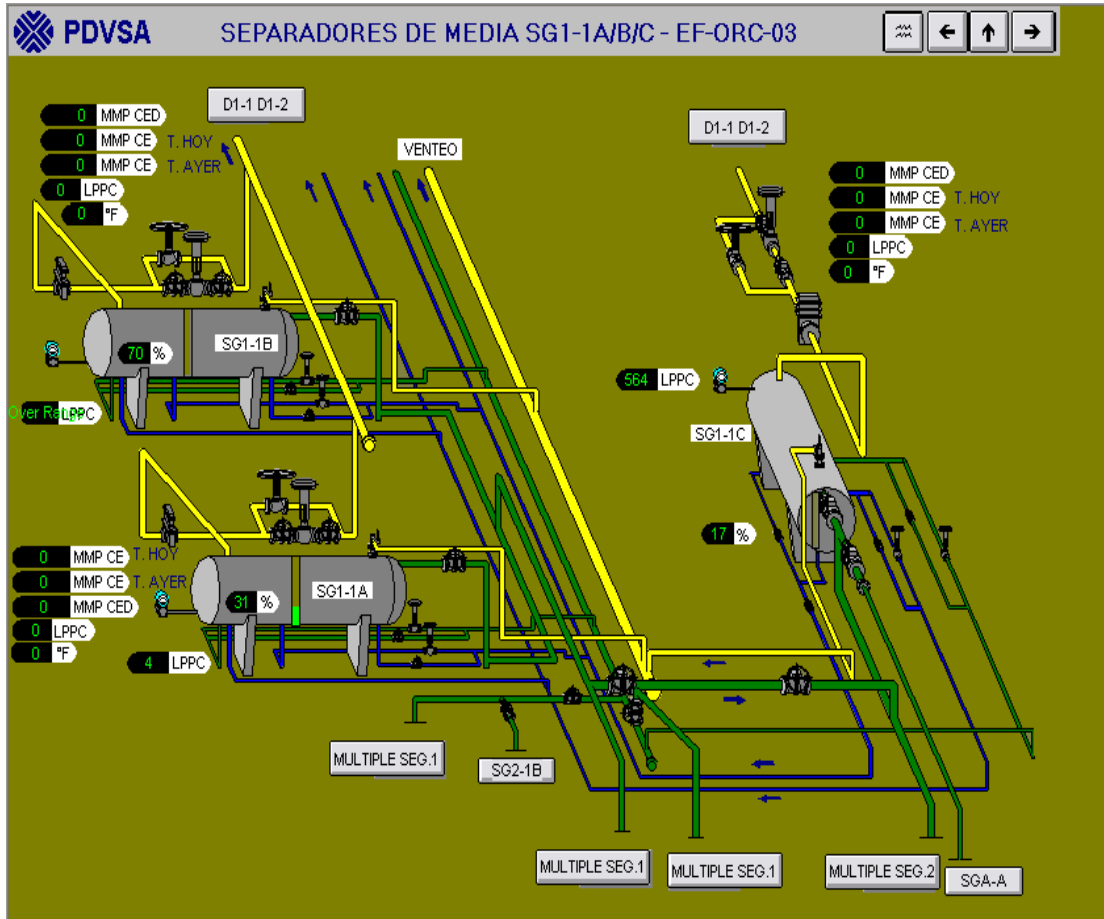 PDVSA
SEPARADORES DE MEDIA SG1-1A/B/C - EF-ORC-03
D1-1 D1-2
0 MMP CED
0 MMP CE T. HOY
0 MMP CE T. AYER
0 LPPC
0 °F
VENTEO
D1-1 D1-2
0 MMP CED
0 MMP CE T. HOY
0 MMP CE T. AYER
0 LPPC
0 °F
SG1-1B
70 %
Over Range LPPC
564 LPPC
SG1-1C
17 %
0 MMP CE T. HOY
0 MMP CE T. AYER
0 MMP CED
0 LPPC
0 °F
SG1-1A
31 %
4 LPPC
MULTIPLE SEG.1
SG2-1B
MULTIPLE SEG.1
MULTIPLE SEG.1
MULTIPLE SEG.2
SGA-A